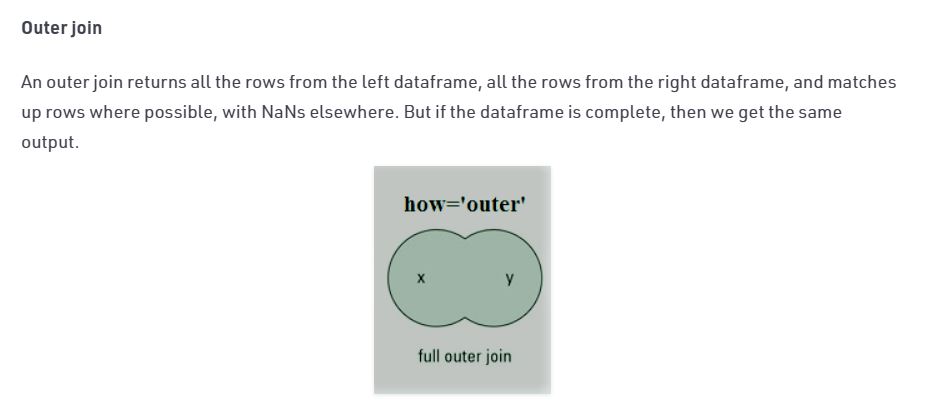 Outer join
An outer join returns all the rows from the left dataframe, all the rows from the right dataframe, and matches
up rows where possible, with NaNs elsewhere. But if the dataframe is complete, then we get the same
output.
how='outer'
x y
full outer join